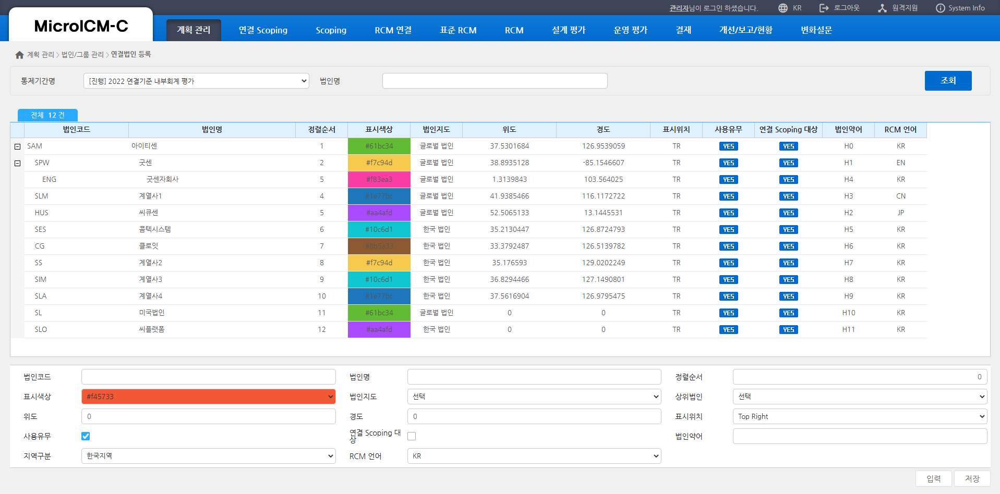 관리자님이 로그인 하셨습니다. KR 로그아웃 원격지원 System Info
MicroICM-C
계획 관리 연결 Scoping Scoping RCM 연결 표준 RCM RCM 설계 평가 운영 평가 결재 개선/보고/현황 변화설문
계획 관리 > 법인/그룹 관리 > 연결법인 등록
통제기간명 [진행] 2022 연결기준 내부회계 평가 법인명 조회
전체 12 건
법인코드 법인명 정렬순서 표시색상 법인지도 위도 경도 표시위치 사용유무 연결 Scoping 대상 법인약어 RCM 언어
SAM 아이티센 1 #61bc34 글로벌 법인 37.5301684 126.9539059 TR YES YES H0 KR
SPW 굿센 2 #f7c94d 글로벌 법인 38.8935128 -85.1546607 TR YES YES H1 EN
ENG 굿센자회사 5 #f83ea3 글로벌 법인 1.3139843 103.564025 TR YES YES H4 KR
SLM 계열사1 4 #1e77bc 글로벌 법인 41.9385466 116.1172722 TR YES YES H3 CN
HUS 씨큐센 5 #aa4afd 글로벌 법인 52.5065133 13.1445531 TR YES YES H2 JP
SES 콤텍시스템 6 #10c6d1 한국 법인 35.2130447 126.8724793 TR YES YES H5 KR
CG 클로잇 7 #8b5a33 한국 법인 33.3792487 126.5139782 TR YES YES H6 KR
SS 계열사2 8 #f7c94d 한국 법인 35.176593 129.0202249 TR YES YES H7 KR
SIM 계열사3 9 #10c6d1 한국 법인 36.8294466 127.1490801 TR YES YES H8 KR
SLA 계열사4 10 #1e77bc 한국 법인 37.5616904 126.9795475 TR YES YES H9 KR
SL 미국법인 11 #61bc34 글로벌 법인 0 0 TR YES YES H10 KR
SLO 씨플랫폼 12 #aa4afd 한국 법인 0 0 TR YES YES H11 KR
법인코드 법인명 정렬순서 0
표시색상 #f45733 법인지도 선택 상위법인 선택
위도 0 경도 0 표시위치 Top Right
사용유무 연결 Scoping 대상 법인약어
지역구분 한국지역 RCM 언어 KR
입력 저장